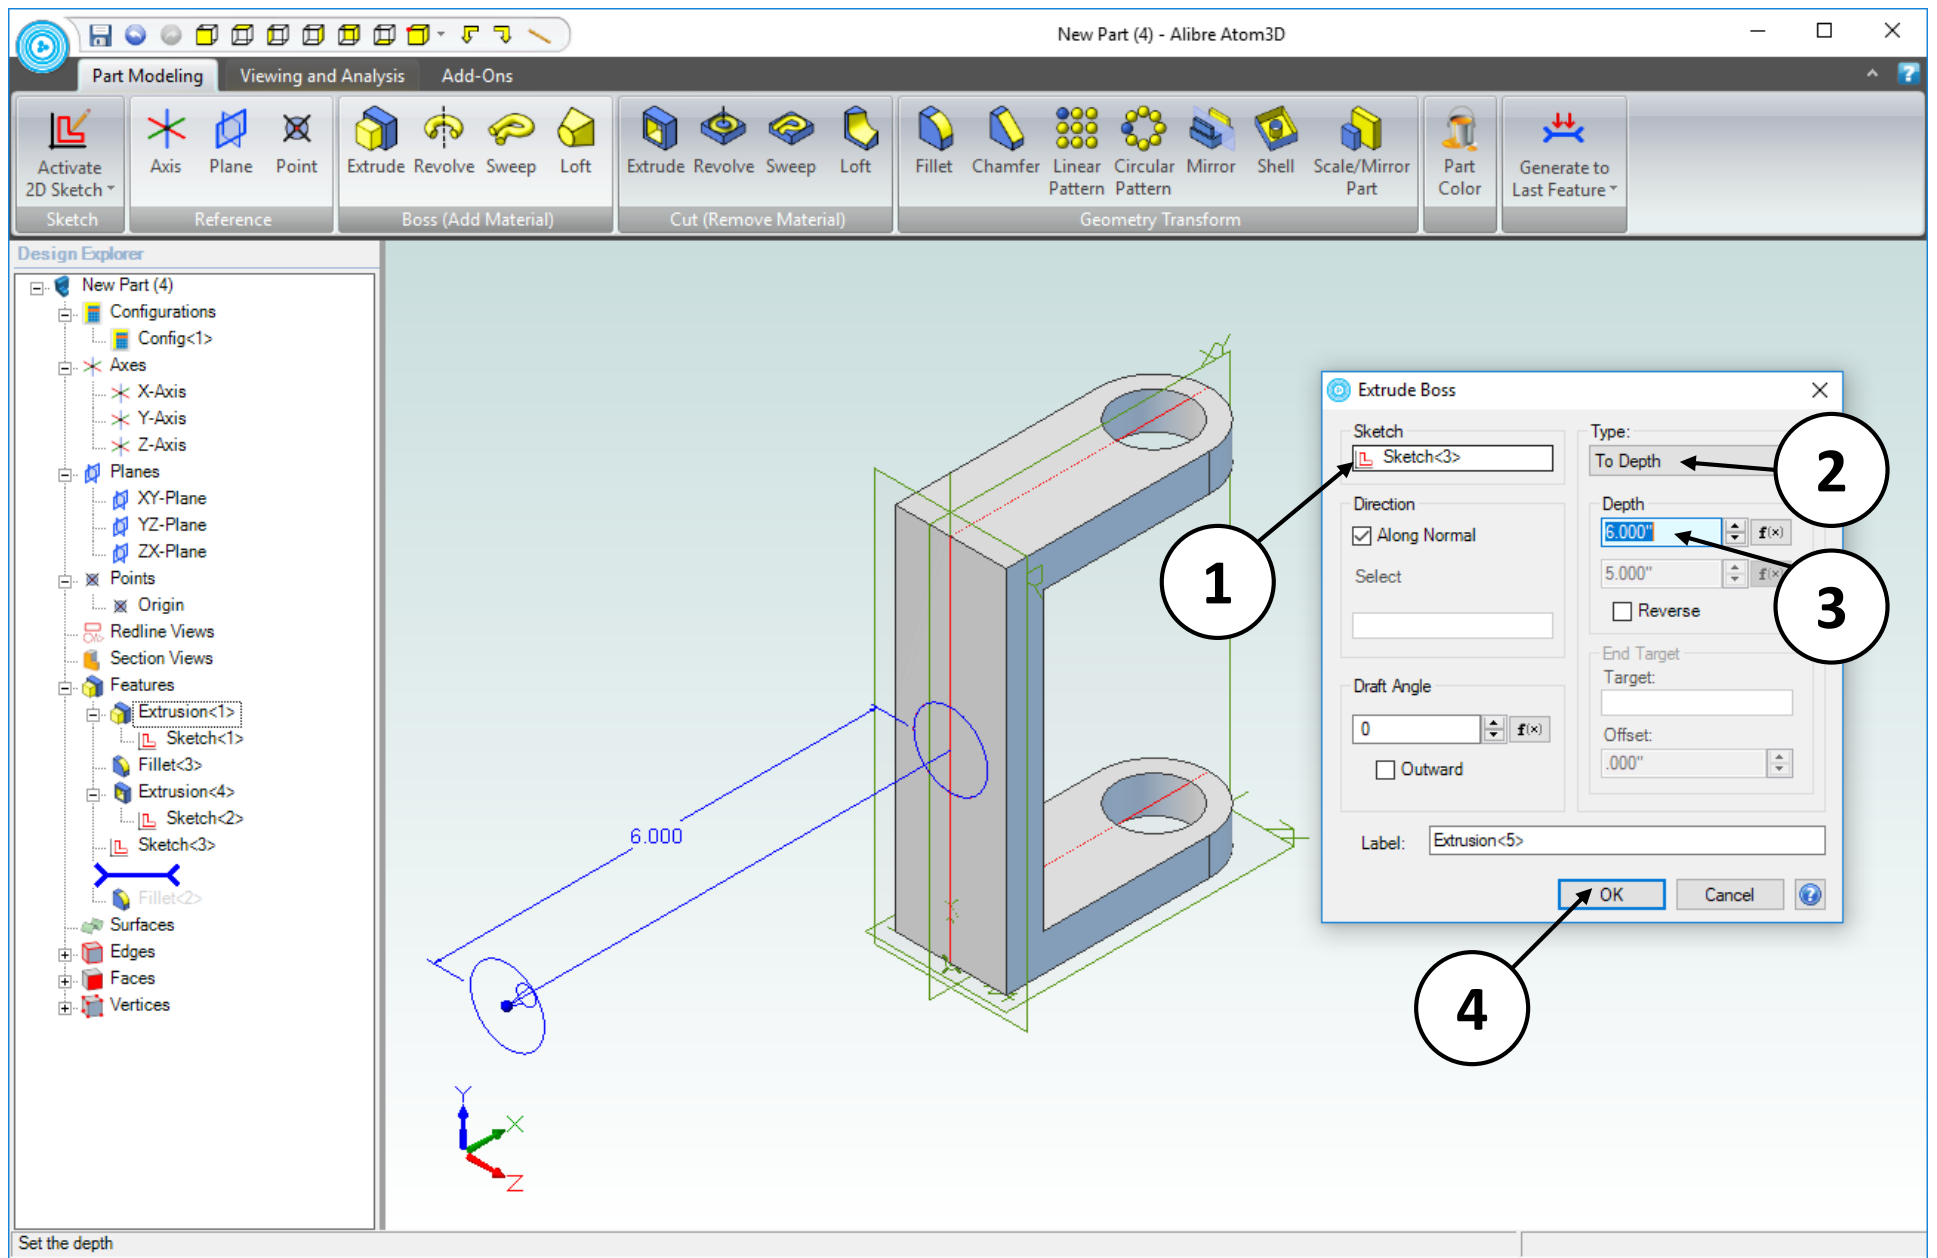 New Part (4) - Alibre Atom3D
Part Modeling
Viewing and Analysis
Add-Ons
Activate
2D Sketch
Sketch
Axis
Plane
Point
Reference
Extrude
Revolve
Sweep
Loft
Boss (Add Material)
Extrude
Revolve
Sweep
Loft
Cut (Remove Material)
Fillet
Chamfer
Linear
Pattern
Circular
Pattern
Mirror
Shell
Scale/Mirror
Part
Geometry Transform
Part
Color
Generate to
Last Feature
Design Explorer
New Part (4)
Configurations
Config<1>
Axes
X-Axis
Y-Axis
Z-Axis
Planes
XY-Plane
YZ-Plane
ZX-Plane
Points
Origin
Redline Views
Section Views
Features
Extrusion<1>
Sketch<1>
Fillet<3>
Extrusion<4>
Sketch<2>
Sketch<3>
Fillet<2>
Surfaces
Edges
Faces
Vertices
6.000
Y
X
Z
Extrude Boss
Sketch
Sketch<3>
Type:
To Depth
Direction
Along Normal
Select
Depth
6.000"
f(x)
5.000"
f(x)
Reverse
End Target
Target:
Offset:
.000"
Draft Angle
0
f(x)
Outward
Label:
Extrusion<5>
OK
Cancel
1
2
3
4
Set the depth